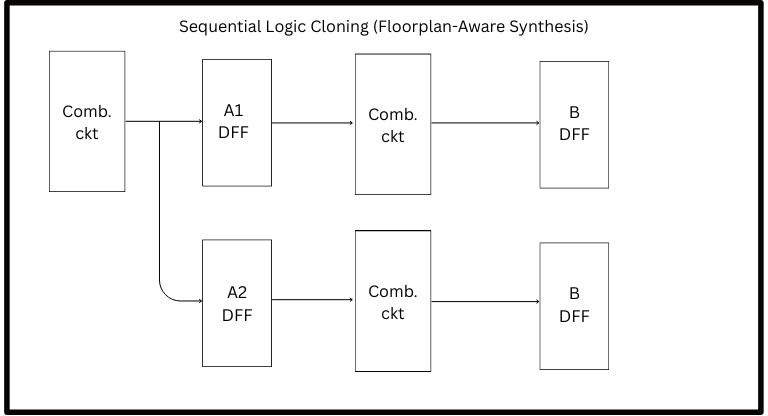 Sequential Logic Cloning (Floorplan-Aware Synthesis)
Comb.
ckt
A1
DFF
Comb.
ckt
B
DFF
A2
DFF
Comb.
ckt
B
DFF